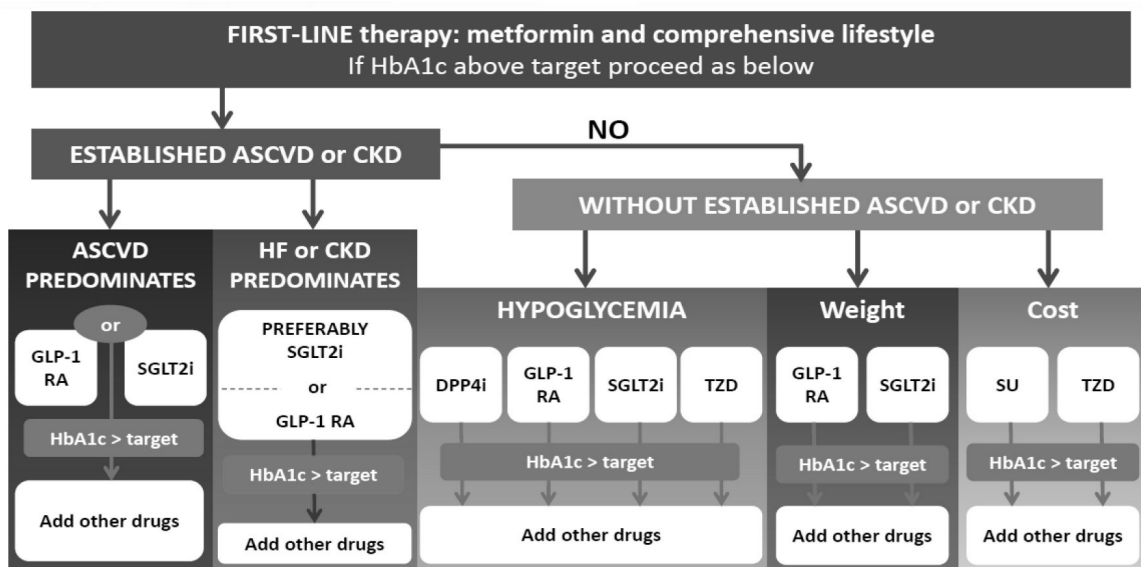 FIRST-LINE therapy: metformin and comprehensive lifestyle
If HbA1c above target proceed as below
NO
ESTABLISHED ASCVD or CKD
WITHOUT ESTABLISHED ASCVD or CKD
ASCVD
PREDOMINATES
or
GLP-1
RA
SGLT2i
HbA1c > target
Add other drugs
HF or CKD
PREDOMINATES
PREFERABLY
SGLT2i
or
GLP-1 RA
HbA1c > target
Add other drugs
HYPOGLYCEMIA
DPP4i
GLP-1
RA
SGLT2i
TZD
HbA1c > target
Add other drugs
Weight
GLP-1
RA
SGLT2i
HbA1c > target
Add other drugs
Cost
SU
TZD
HbA1c > target
Add other drugs